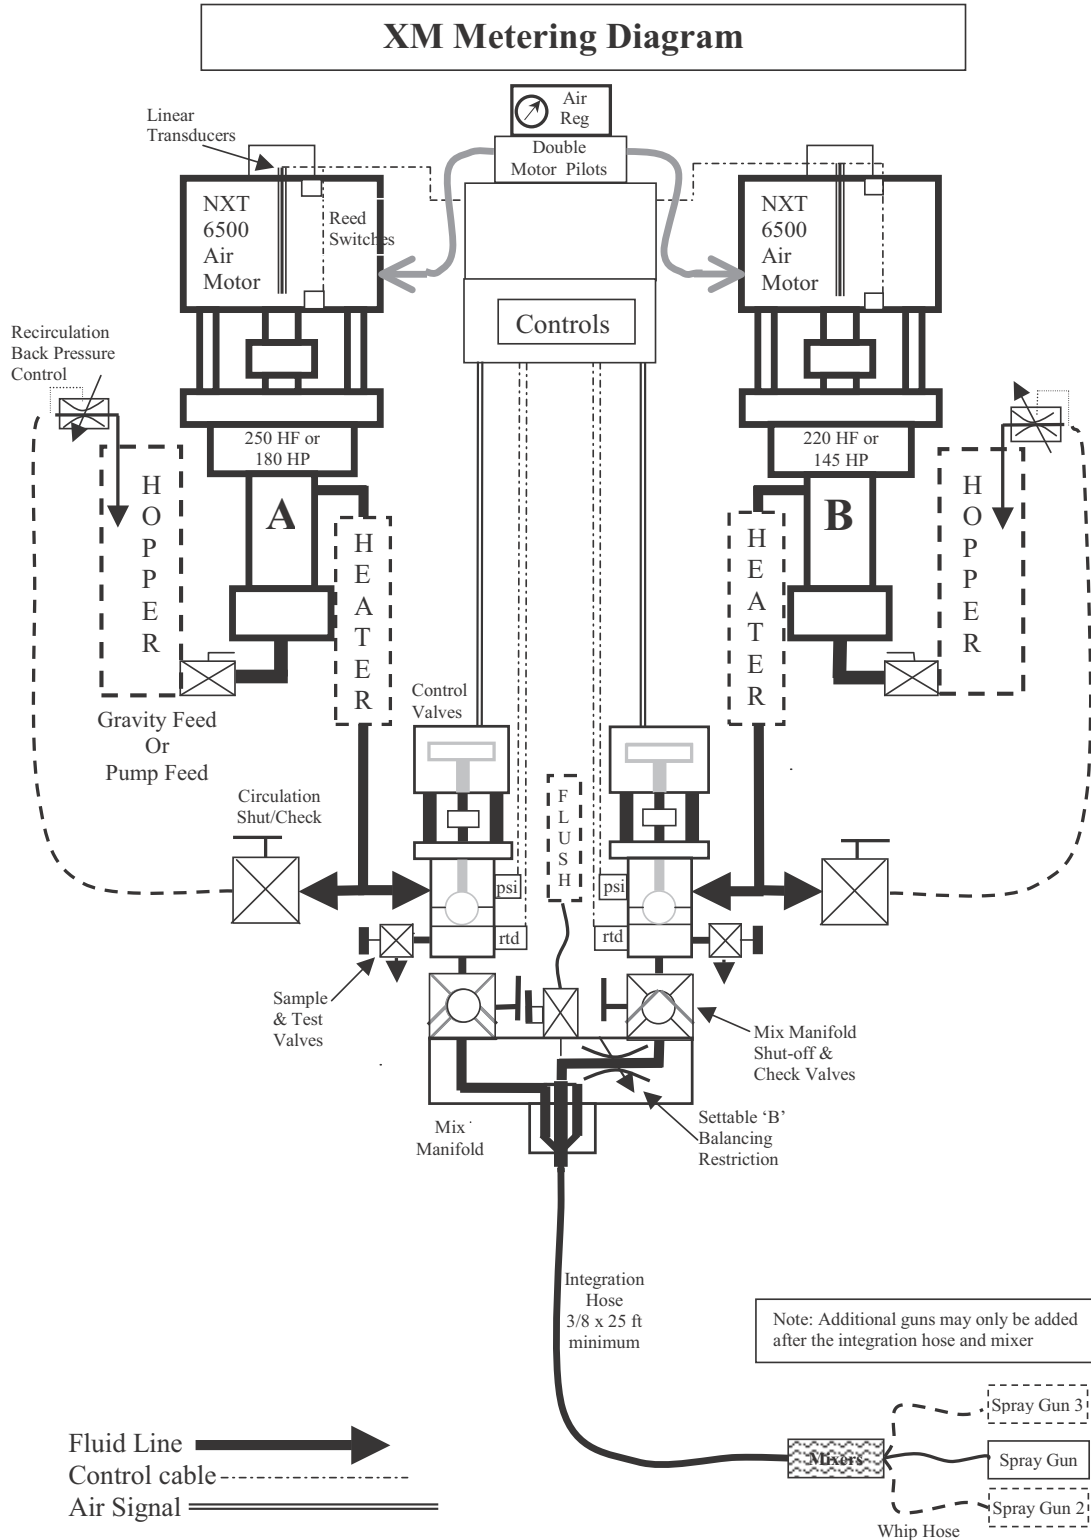 XM Metering Diagram
Air
Reg
Linear
Transducers
Double
Motor Pilots
NXT
6500
Air
Motor
Reed
Switches
NXT
6500
Air
Motor
Controls
Recirculation
Back Pressure
Control
250 HF or
180 HP
220 HF or
145 HP
A
B
HOPPER
HEATER
HEATER
HOPPER
Control
Valves
Gravity Feed
Or
Pump Feed
Circulation
Shut/Check
FLUSH
psi
psi
rtd
rtd
Sample
& Test
Valves
Mix Manifold
Shut-off &
Check Valves
Mix
Manifold
Settable ‘B’
Balancing
Restriction
Integration
Hose
3/8 x 25 ft
minimum
Note: Additional guns may only be added
after the integration hose and mixer
Spray Gun 3
Fluid Line
Mixers
Spray Gun
Control cable
Air Signal
Spray Gun 2
Whip Hose